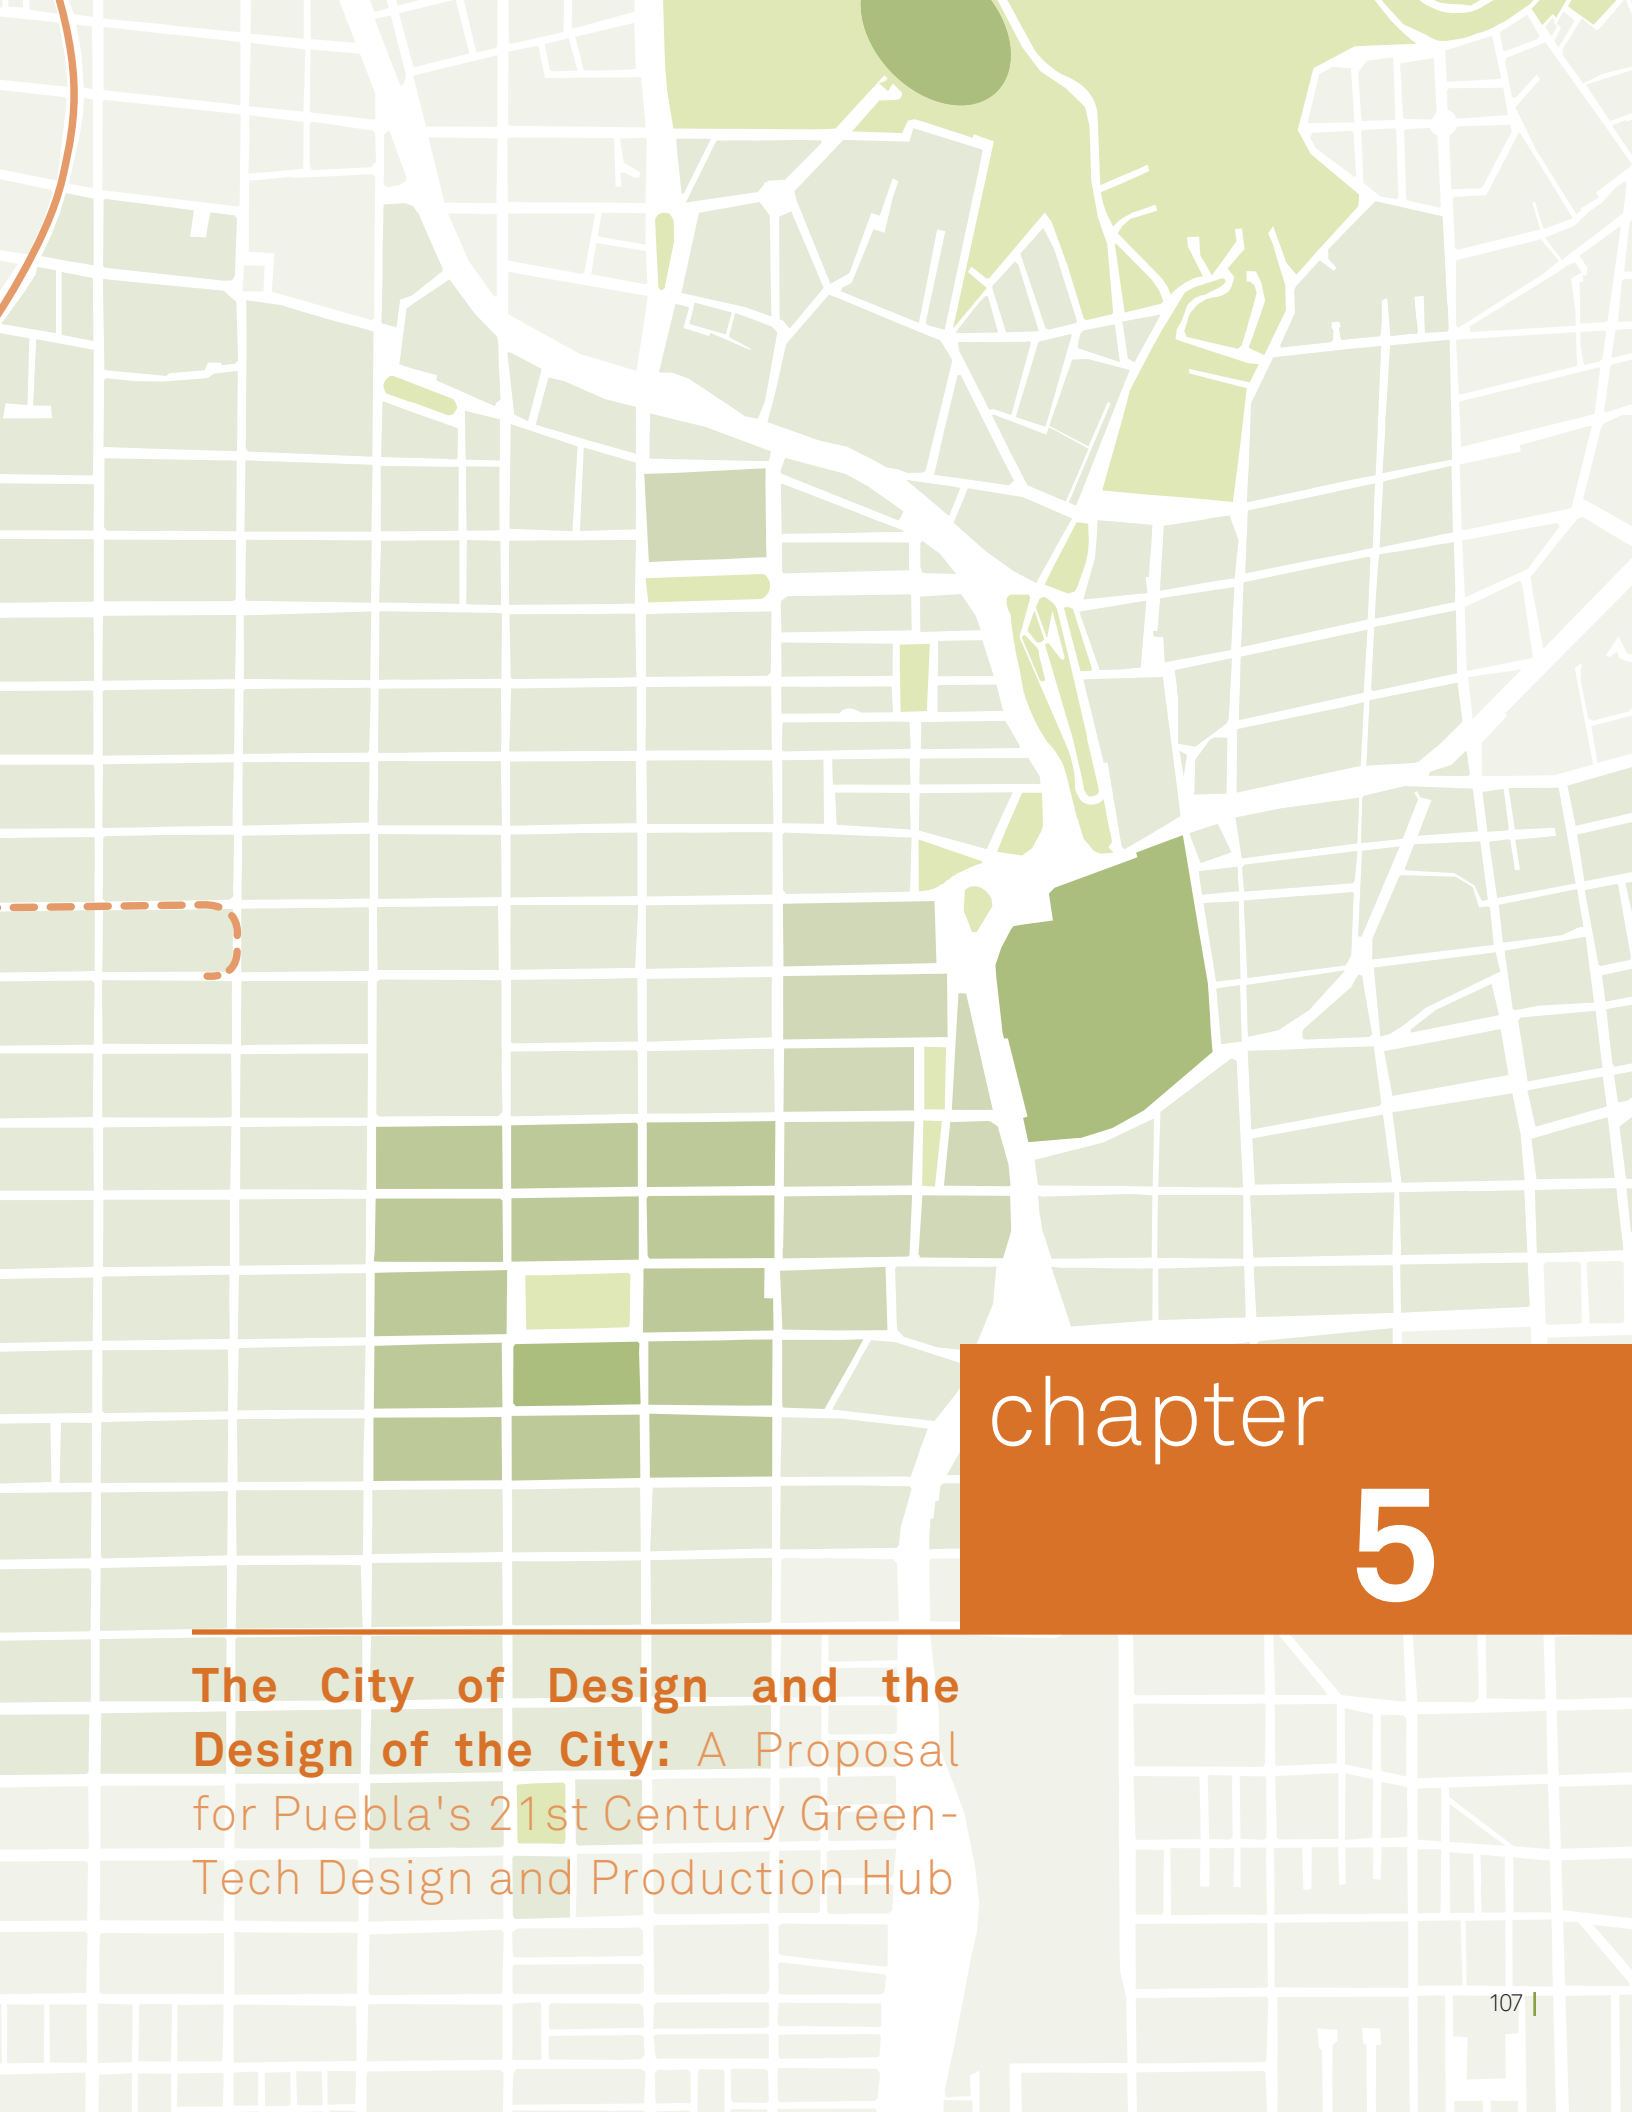 chapter
5
The City of Design and the
Design of the City: A Proposal
for Puebla's 21st Century Green-
Tech Design and Production Hub
107